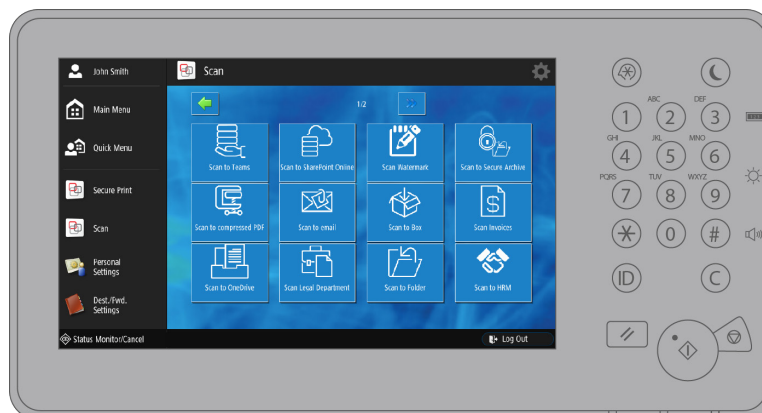 John Smith
Scan
Main Menu
1/2
Quick Menu
Scan to Teams
Scan to SharePoint Online
Scan Watermark
Scan to Secure Archive
Secure Print
Scan
Scan to compressed PDF
Scan to email
Scan to Box
Scan Invoices
Personal
Settings
Scan to OneDrive
Scan Legal Department
Scan to Folder
Scan to HRM
Dest./Fwd.
Settings
Status Monitor/Cancel
Log Out
ABC
DEF
1
2
3
GHI
JKL
MNO
4
5
6
PQRS
TUV
WXYZ
7
8
9
0
#
ID
C